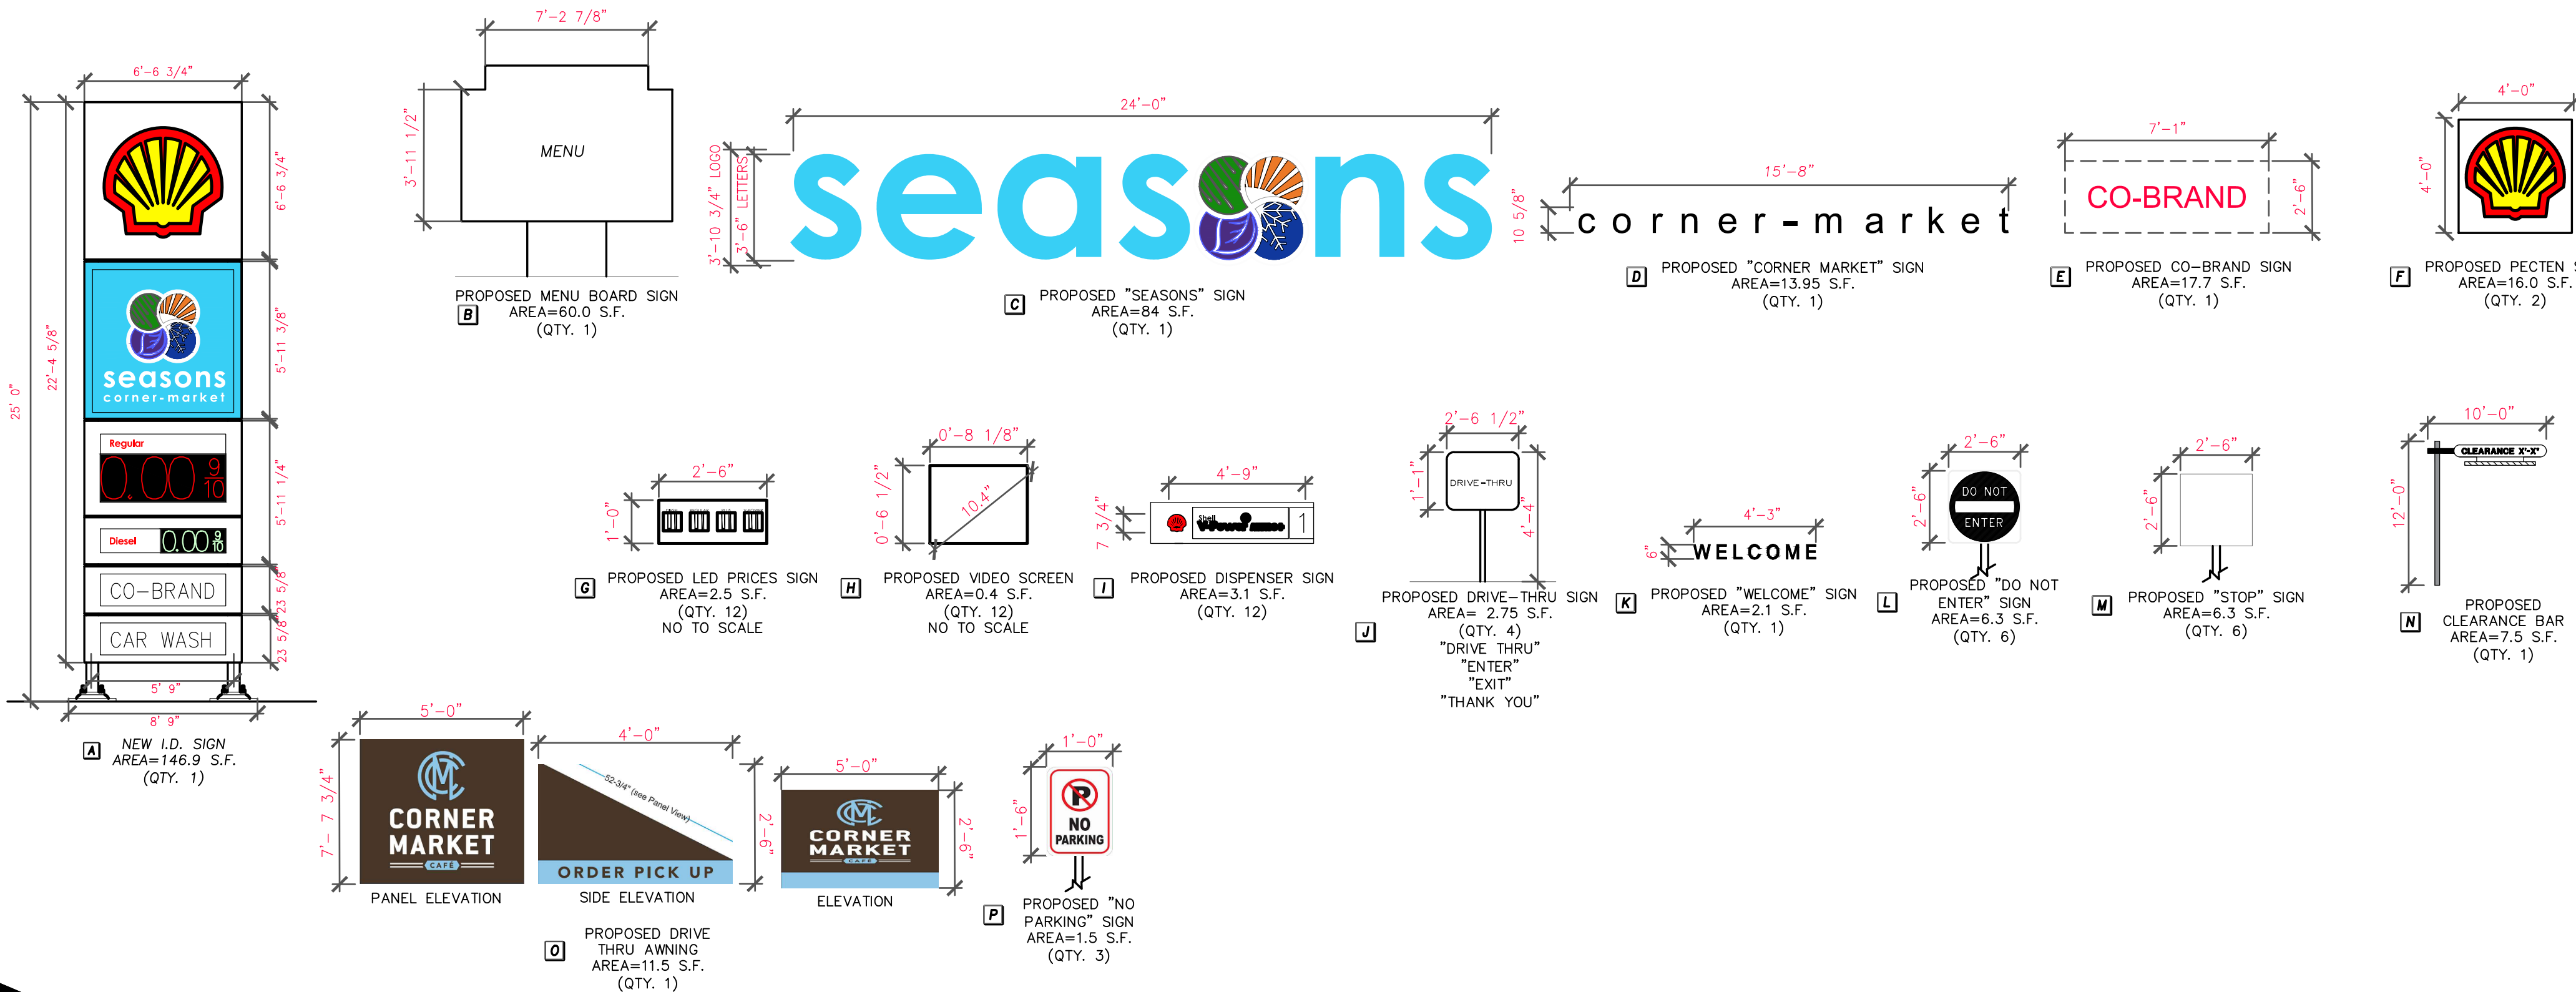 6'-6 3/4"
25' 0"
22'-4 5/8"
6'-6 3/4"
5'-11 3/8"
5'-11 1/4"
23 5/8"
23 5/8"
seasons
corner-market
Regular
0.00 9/10
Diesel
0.00 9/10
CO-BRAND
CAR WASH
5' 9"
8' 9"
A
NEW I.D. SIGN
AREA=146.9 S.F.
(QTY. 1)
7'-2 7/8"
3'-11 1/2"
MENU
B
PROPOSED MENU BOARD SIGN
AREA=60.0 S.F.
(QTY. 1)
24'-0"
3'-10 3/4" LOGO
3'-6" LETTERS
seasons
C
PROPOSED "SEASONS" SIGN
AREA=84 S.F.
(QTY. 1)
15'-8"
10 5/8"
corner-market
D
PROPOSED "CORNER MARKET" SIGN
AREA=13.95 S.F.
(QTY. 1)
7'-1"
2'-6"
CO-BRAND
E
PROPOSED CO-BRAND SIGN
AREA=17.7 S.F.
(QTY. 1)
4'-0"
4'-0"
F
PROPOSED PECTEN
AREA=16.0 S.F.
(QTY. 2)
2'-6"
1'-0"
G
PROPOSED LED PRICES SIGN
AREA=2.5 S.F.
(QTY. 12)
NO TO SCALE
0'-8 1/8"
0'-6 1/2"
10.4"
H
PROPOSED VIDEO SCREEN
AREA=0.4 S.F.
(QTY. 12)
NO TO SCALE
4'-9"
7 3/4"
Shell
V-Power
1
I
PROPOSED DISPENSER SIGN
AREA=3.1 S.F.
(QTY. 12)
2'-6 1/2"
1'-1"
4'-4"
DRIVE-THRU
J
PROPOSED DRIVE-THRU SIGN
AREA= 2.75 S.F.
(QTY. 4)
"DRIVE THRU"
"ENTER"
"EXIT"
"THANK YOU"
4'-3"
6"
WELCOME
K
PROPOSED "WELCOME" SIGN
AREA=2.1 S.F.
(QTY. 1)
2'-6"
2'-6"
DO NOT
ENTER
L
PROPOSED "DO NOT
ENTER" SIGN
AREA=6.3 S.F.
(QTY. 6)
2'-6"
2'-6"
M
PROPOSED "STOP" SIGN
AREA=6.3 S.F.
(QTY. 6)
10'-0"
12'-0"
CLEARANCE X'-X"
N
PROPOSED
CLEARANCE BAR
AREA=7.5 S.F.
(QTY. 1)
5'-0"
7'- 7 3/4"
CORNER
MARKET
CAFÉ
PANEL ELEVATION
4'-0"
52-3/4" (see Panel View)
2'-6"
ORDER PICK UP
SIDE ELEVATION
5'-0"
2'-6"
CORNER
MARKET
CAFÉ
ELEVATION
O
PROPOSED DRIVE
THRU AWNING
AREA=11.5 S.F.
(QTY. 1)
1'-0"
1'-6"
P
NO
PARKING
P
PROPOSED "NO
PARKING" SIGN
AREA=1.5 S.F.
(QTY. 3)